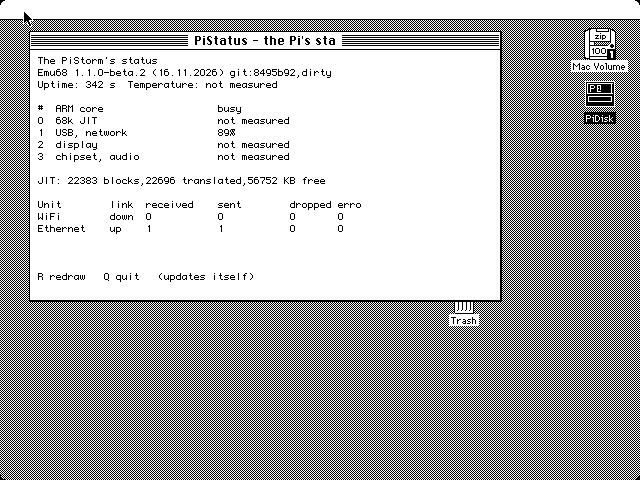 PiStatus - the Pi's sta
The PiStorm's status
Emu68 1.1.0-beta.2 (16.11.2026) git:8495b92,dirty
Uptime: 342 s  Temperature: not measured
#  ARM core  busy
0  68k JIT  not measured
1  USB, network  89%
2  display  not measured
3  chipset, audio  not measured
JIT: 22383 blocks,22696 translated,56752 KB free
Unit  link  received  sent  dropped  erro
WiFi  down  0  0  0  0
Ethernet  up  1  1  0  0
R redraw  Q quit  (updates itself)
zip
100
Mac Volume
PiDisk
Trash